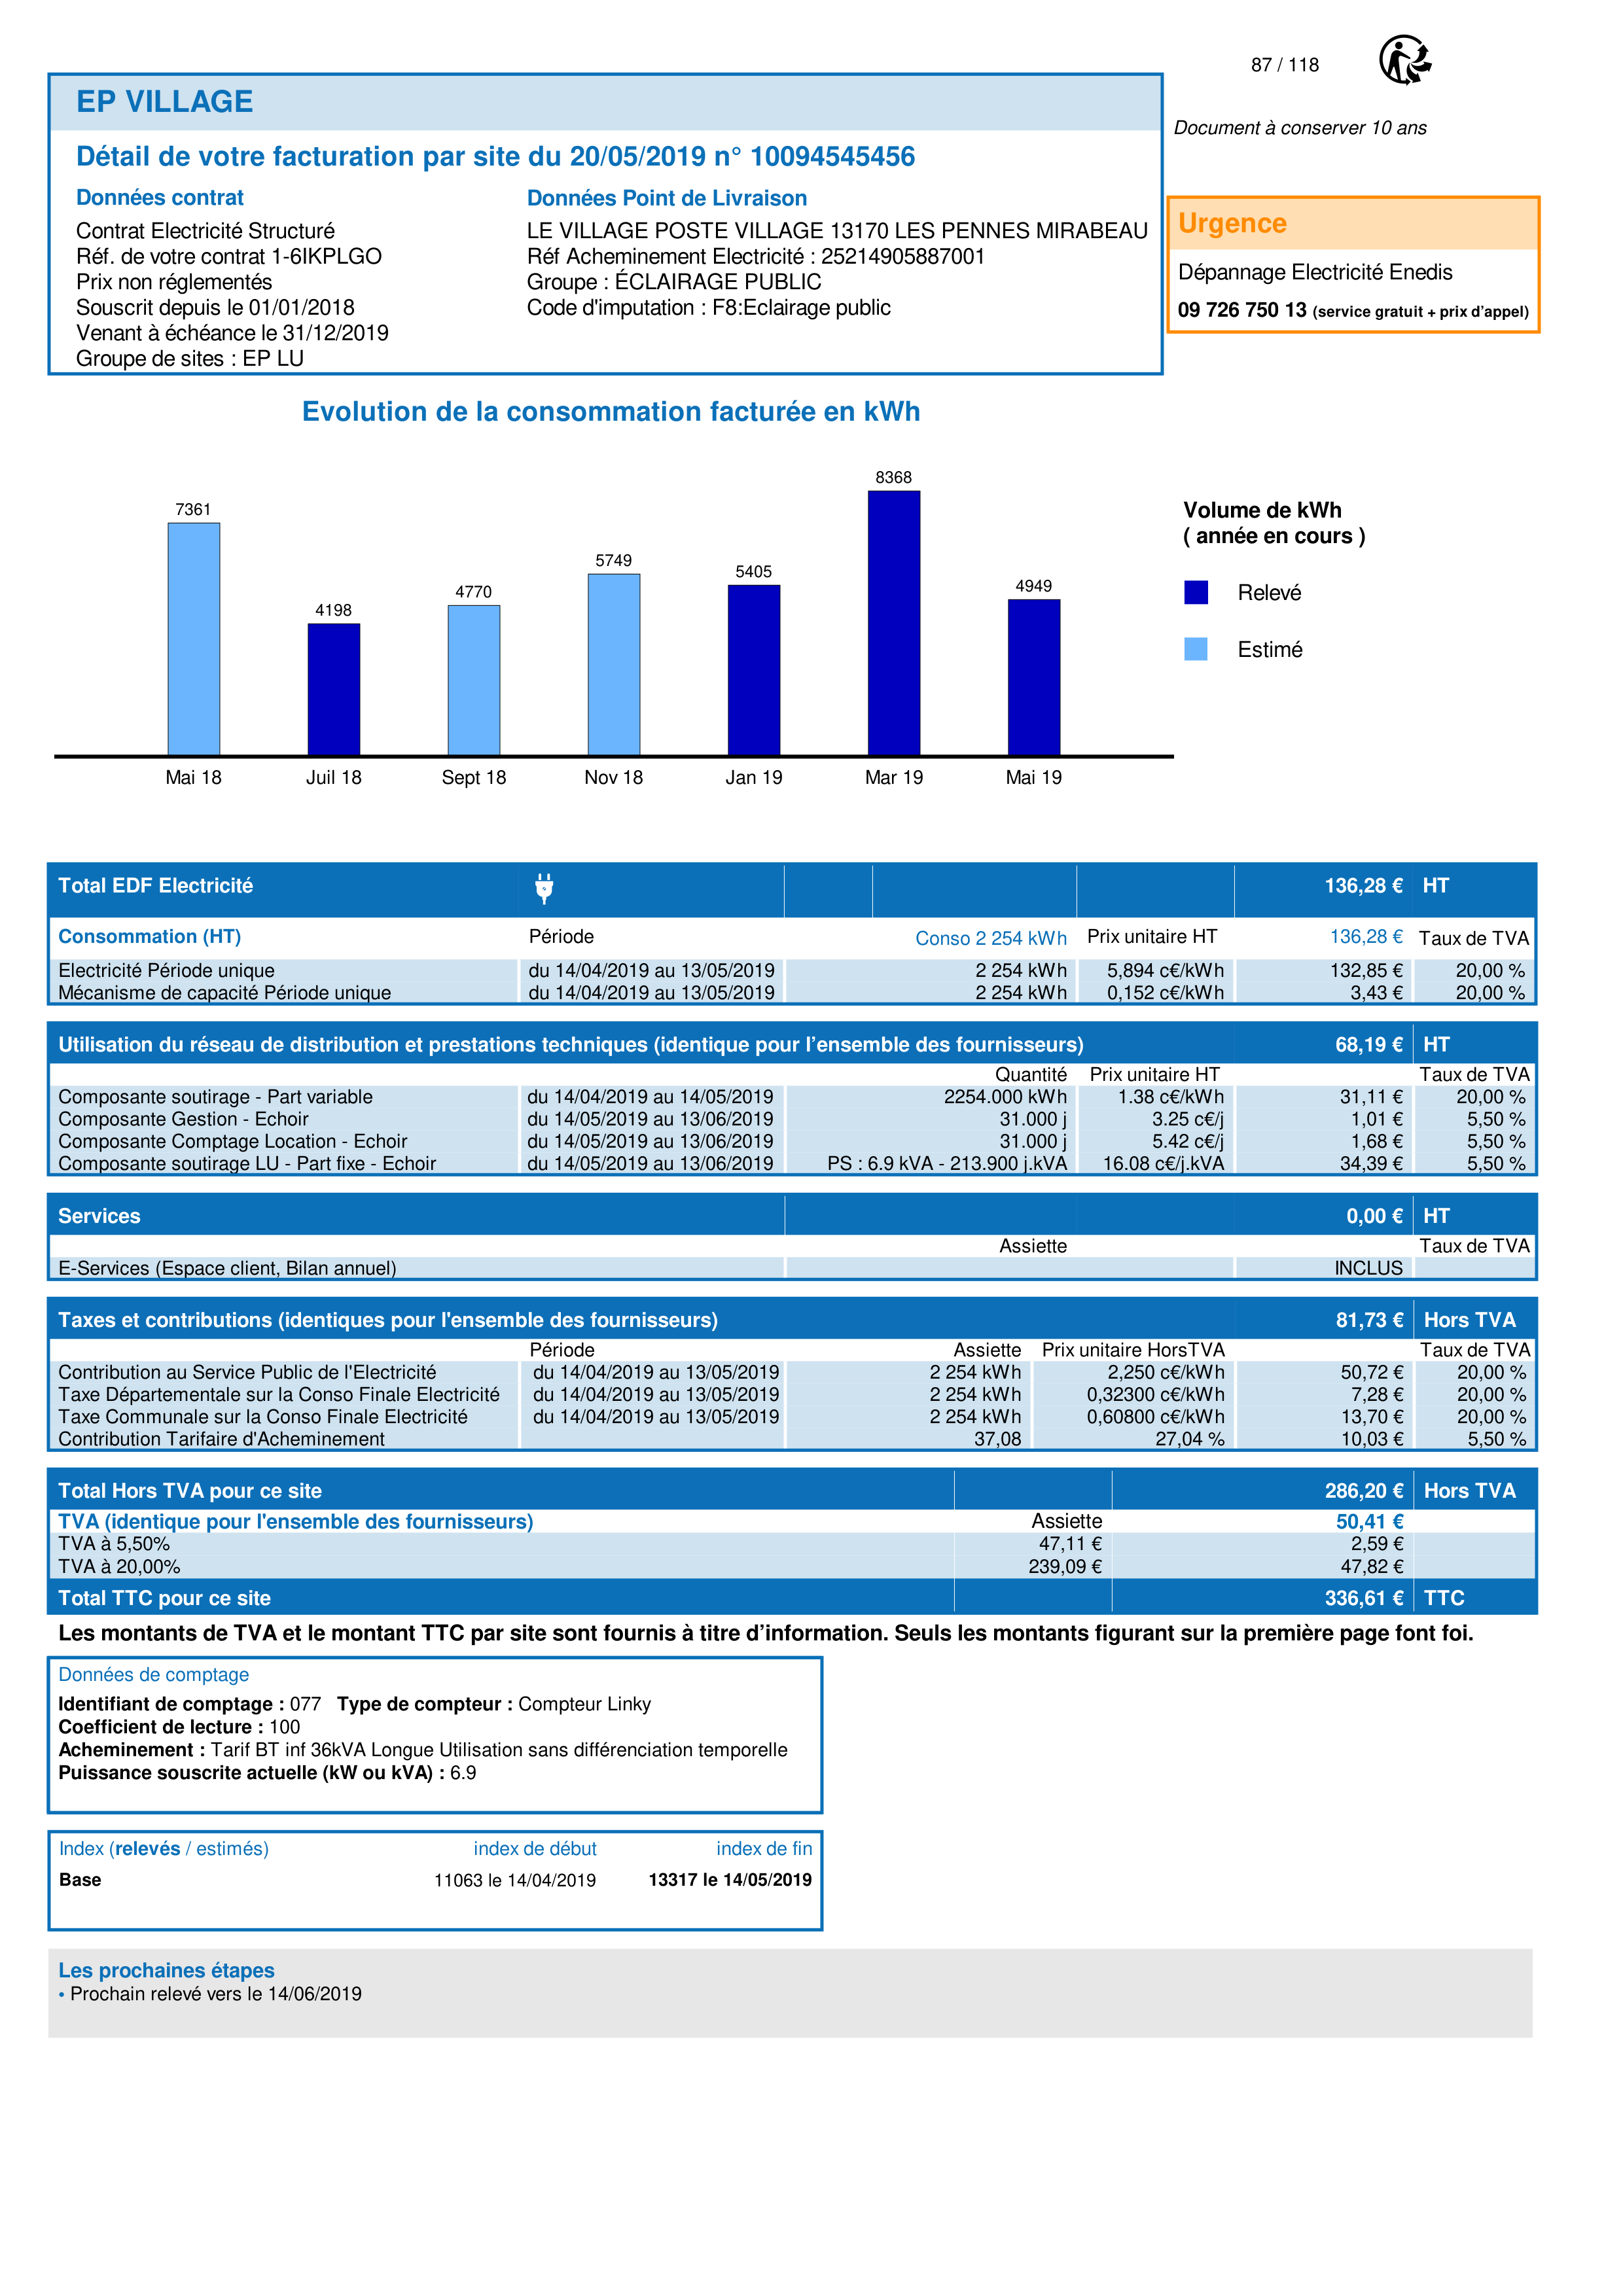 87 / 118
EP VILLAGE
Document à conserver 10 ans
Détail de votre facturation par site du 20/05/2019 n° 10094545456
Données contrat
Contrat Electricité Structuré
Réf. de votre contrat 1-6IKPLGO
Prix non réglementés
Souscrit depuis le 01/01/2018
Venant à échéance le 31/12/2019
Groupe de sites : EP LU
Données Point de Livraison
LE VILLAGE POSTE VILLAGE 13170 LES PENNES MIRABEAU
Réf Acheminement Electricité : 25214905887001
Groupe : ÉCLAIRAGE PUBLIC
Code d'imputation : F8:Eclairage public
Urgence
Dépannage Electricité Enedis
09 726 750 13 (service gratuit + prix d’appel)
Evolution de la consommation facturée en kWh
7361
4198
4770
5749
5405
8368
4949
Mai 18
Juil 18
Sept 18
Nov 18
Jan 19
Mar 19
Mai 19
Volume de kWh
( année en cours )
Relevé
Estimé
Total EDF Electricité 136,28 € HT
Consommation (HT) Période Conso 2 254 kWh Prix unitaire HT 136,28 € Taux de TVA
Electricité Période unique du 14/04/2019 au 13/05/2019 2 254 kWh 5,894 c€/kWh 132,85 € 20,00 %
Mécanisme de capacité Période unique du 14/04/2019 au 13/05/2019 2 254 kWh 0,152 c€/kWh 3,43 € 20,00 %
Utilisation du réseau de distribution et prestations techniques (identique pour l’ensemble des fournisseurs) 68,19 € HT
Quantité Prix unitaire HT Taux de TVA
Composante soutirage - Part variable du 14/04/2019 au 14/05/2019 2254.000 kWh 1.38 c€/kWh 31,11 € 20,00 %
Composante Gestion - Echoir du 14/05/2019 au 13/06/2019 31.000 j 3.25 c€/j 1,01 € 5,50 %
Composante Comptage Location - Echoir du 14/05/2019 au 13/06/2019 31.000 j 5.42 c€/j 1,68 € 5,50 %
Composante soutirage LU - Part fixe - Echoir du 14/05/2019 au 13/06/2019 PS : 6.9 kVA - 213.900 j.kVA 16.08 c€/j.kVA 34,39 € 5,50 %
Services 0,00 € HT
Assiette Taux de TVA
E-Services (Espace client, Bilan annuel) INCLUS
Taxes et contributions (identiques pour l'ensemble des fournisseurs) 81,73 € Hors TVA
Période Assiette Prix unitaire HorsTVA Taux de TVA
Contribution au Service Public de l'Electricité du 14/04/2019 au 13/05/2019 2 254 kWh 2,250 c€/kWh 50,72 € 20,00 %
Taxe Départementale sur la Conso Finale Electricité du 14/04/2019 au 13/05/2019 2 254 kWh 0,32300 c€/kWh 7,28 € 20,00 %
Taxe Communale sur la Conso Finale Electricité du 14/04/2019 au 13/05/2019 2 254 kWh 0,60800 c€/kWh 13,70 € 20,00 %
Contribution Tarifaire d'Acheminement 37,08 27,04 % 10,03 € 5,50 %
Total Hors TVA pour ce site 286,20 € Hors TVA
TVA (identique pour l'ensemble des fournisseurs) Assiette 50,41 €
TVA à 5,50% 47,11 € 2,59 €
TVA à 20,00% 239,09 € 47,82 €
Total TTC pour ce site 336,61 € TTC
Les montants de TVA et le montant TTC par site sont fournis à titre d’information. Seuls les montants figurant sur la première page font foi.
Données de comptage
Identifiant de comptage : 077 Type de compteur : Compteur Linky
Coefficient de lecture : 100
Acheminement : Tarif BT inf 36kVA Longue Utilisation sans différenciation temporelle
Puissance souscrite actuelle (kW ou kVA) : 6.9
Index (relevés / estimés) index de début index de fin
Base 11063 le 14/04/2019 13317 le 14/05/2019
Les prochaines étapes
• Prochain relevé vers le 14/06/2019